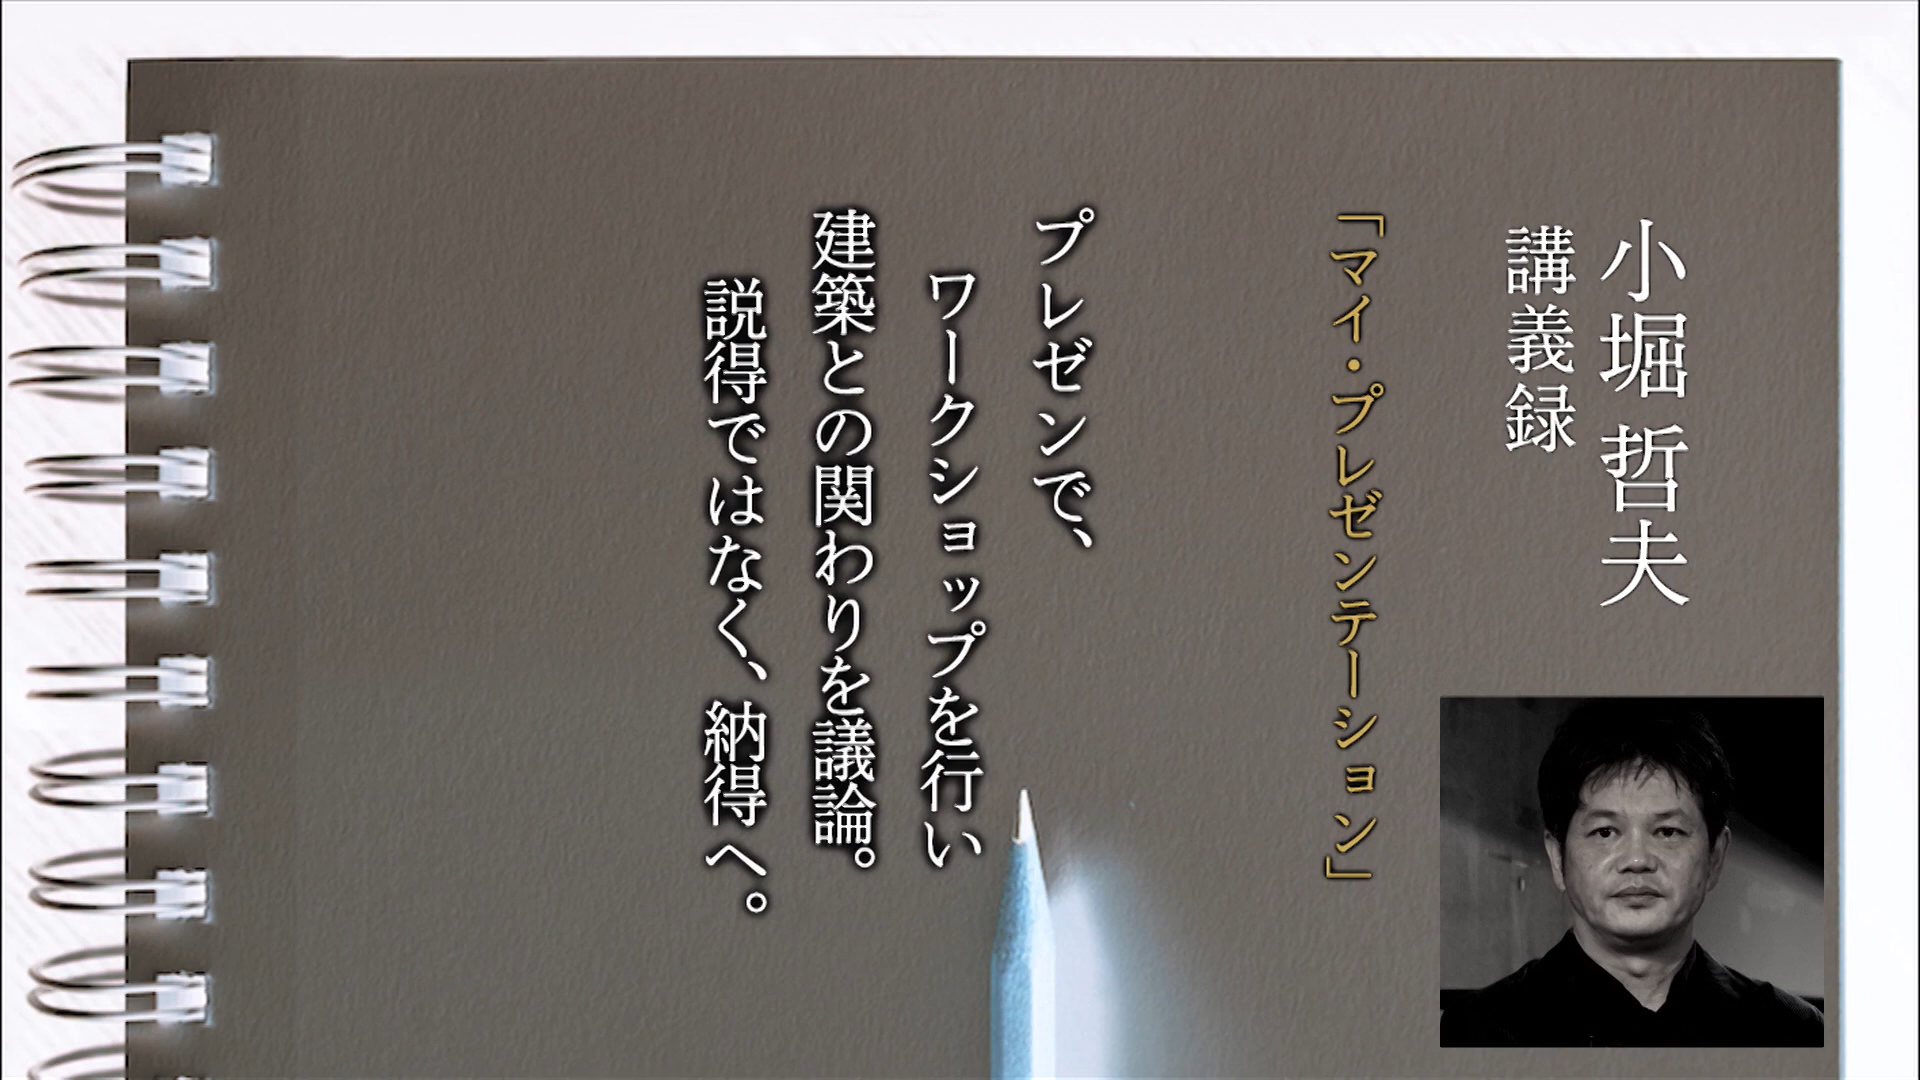 小堀 哲夫
講義録
「マイ・プレゼンテーション」
プレゼンで、
ワークショップを行い
建築との関わりを議論。
説得ではなく、納得へ。